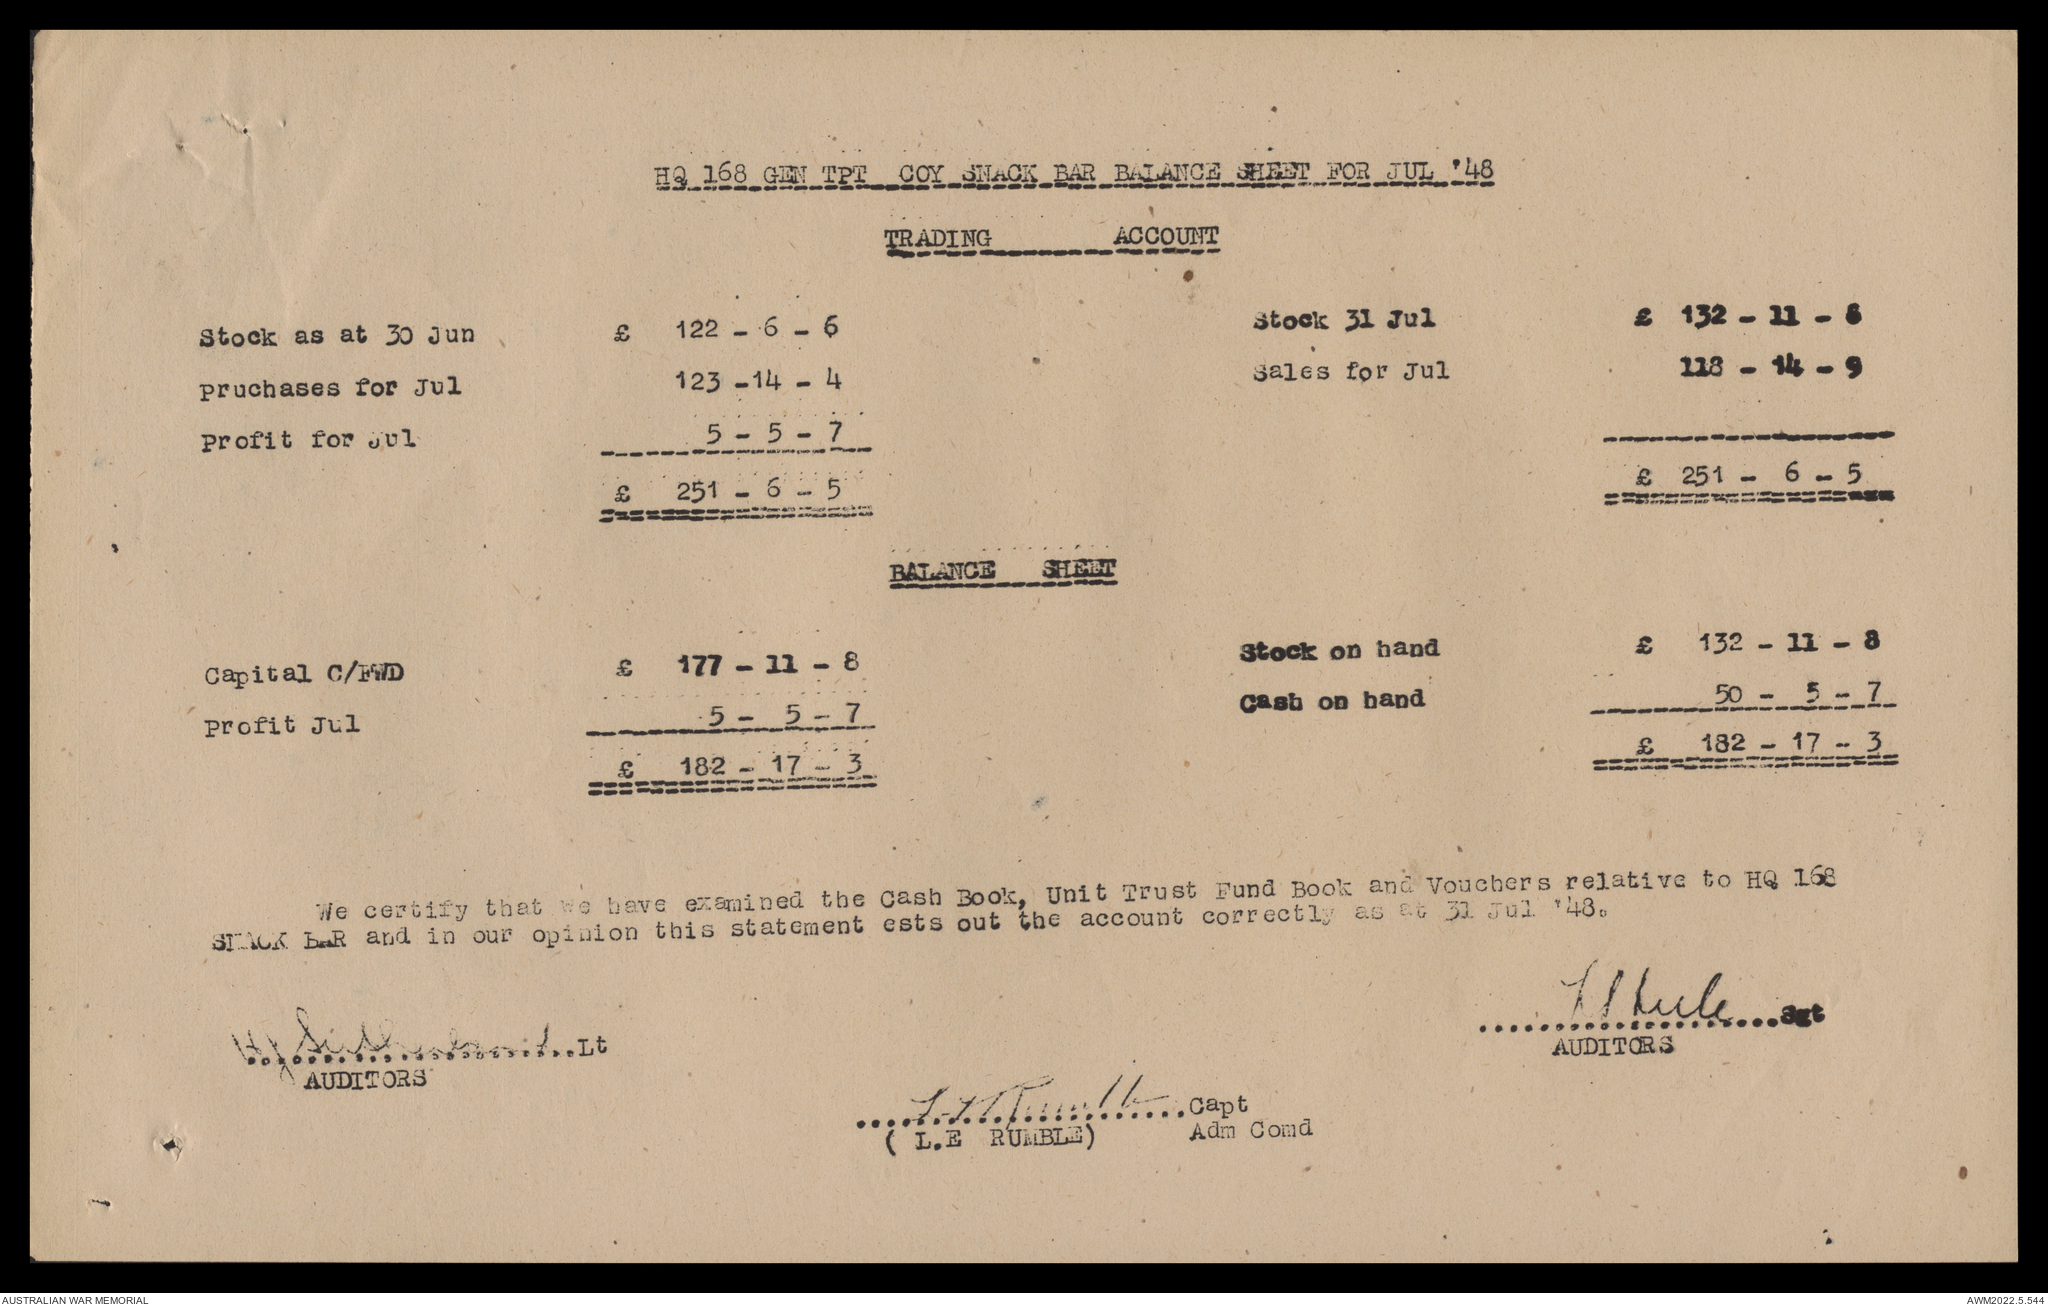 HQ 168 GEN TPT COY SNACK BAR BALANCE SHEET FOR JUL '48
TRADING ACCOUNT
Stock as at 30 Jun £ 122 - 6 - 6 Stock 31 Jul £ 132 - 11 - 8
Pruchases for Jul 123 -14 - 4 Sales for Jul 118 - 14 - 9
Profit for Jul 5 - 5 - 7
£ 251 - 6 - 5 £ 251 - 6 - 5
BALANCE SHEET
Capital C/FWD £ 177 - 11 - 8 Stock on hand £ 132 - 11 - 8
Profit Jul 5 - 5 - 7 Cash on hand 50 - 5 - 7
£ 182 - 17 - 3 £ 182 - 17 - 3
We certify that we have examined the Cash Book, Unit Trust Fund Book and Vouchers relative to HQ 168
SNACK BAR and in our opinion this statement ests out the account correctly as at 31 Jul '48.
....................Sgt
AUDITORS
......................Lt
AUDITORS
......................Capt
( L.E RUMBLE) Adm Comd
AUSTRALIAN WAR MEMORIAL AWM2022.5.544